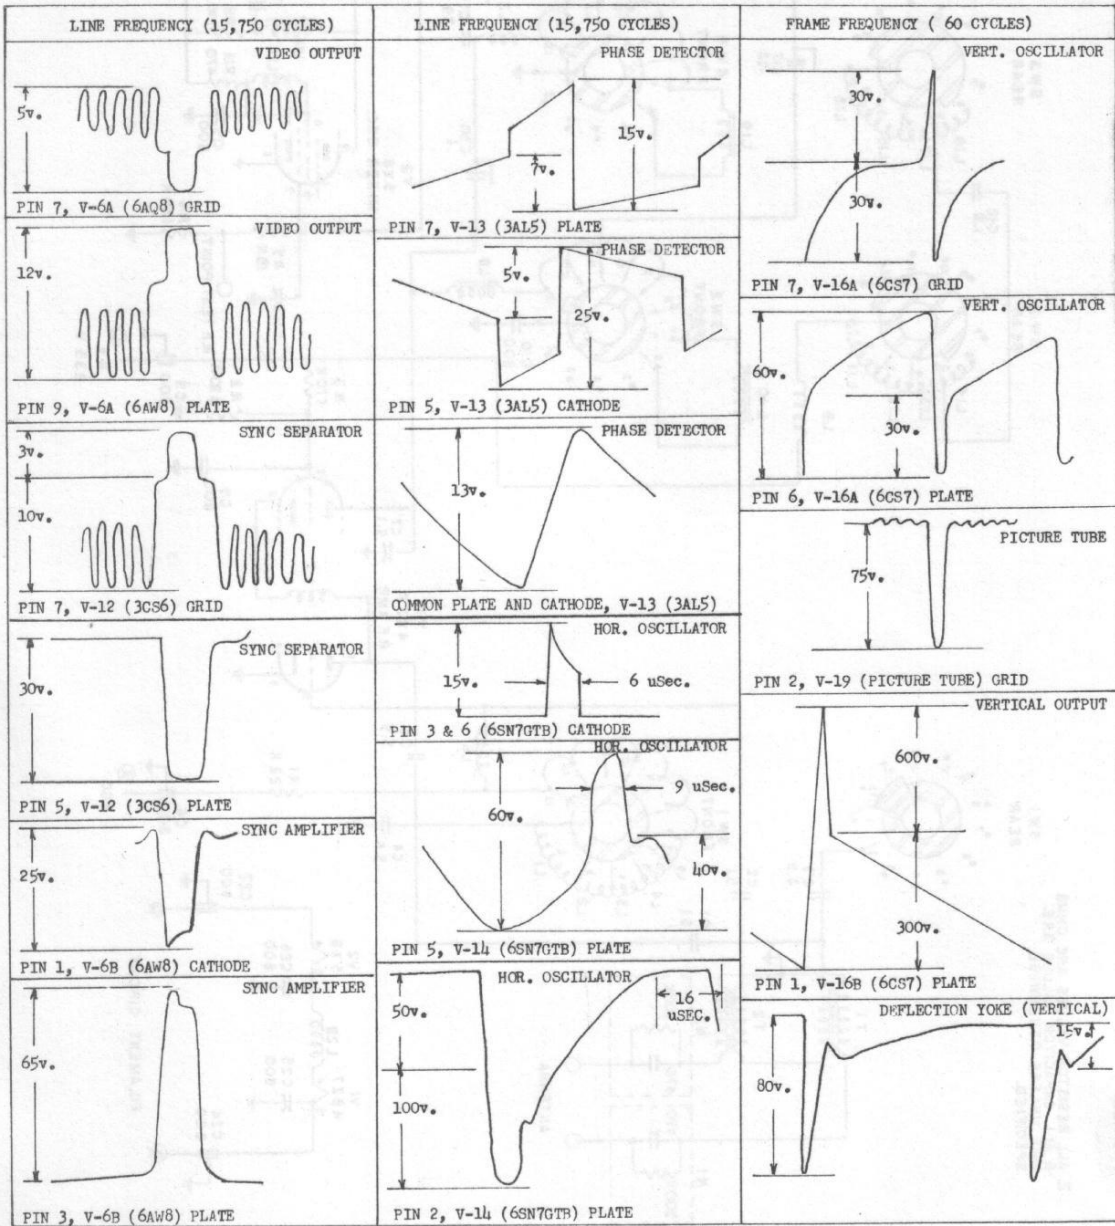 LINE FREQUENCY (15,750 CYCLES)
VIDEO OUTPUT
5v.
PIN 7, V-6A (6AQ8) GRID
VIDEO OUTPUT
12v.
PIN 9, V-6A (6AW8) PLATE
SYNC SEPARATOR
3v.
10v.
PIN 7, V-12 (3CS6) GRID
SYNC SEPARATOR
30v.
PIN 5, V-12 (3CS6) PLATE
SYNC AMPLIFIER
25v.
PIN 1, V-6B (6AW8) CATHODE
SYNC AMPLIFIER
65v.
PIN 3, V-6B (6AW8) PLATE
LINE FREQUENCY (15,750 CYCLES)
PHASE DETECTOR
15v.
7v.
PIN 7, V-13 (3AL5) PLATE
PHASE DETECTOR
5v.
25v.
PIN 5, V-13 (3AL5) CATHODE
PHASE DETECTOR
13v.
COMMON PLATE AND CATHODE, V-13 (3AL5)
HOR. OSCILLATOR
15v.
6 uSec.
PIN 3 & 6 (6SN7GTB) CATHODE
HOR. OSCILLATOR
9 uSec.
60v.
40v.
PIN 5, V-14 (6SN7GTB) PLATE
HOR. OSCILLATOR
50v.
16
uSEC.
100v.
PIN 2, V-14 (6SN7GTB) PLATE
FRAME FREQUENCY ( 60 CYCLES)
VERT. OSCILLATOR
30v.
30v.
PIN 7, V-16A (6CS7) GRID
VERT. OSCILLATOR
60v.
30v.
PIN 6, V-16A (6CS7) PLATE
PICTURE TUBE
75v.
PIN 2, V-19 (PICTURE TUBE) GRID
VERTICAL OUTPUT
600v.
300v.
PIN 1, V-16B (6CS7) PLATE
DEFLECTION YOKE (VERTICAL)
15v.
80v.